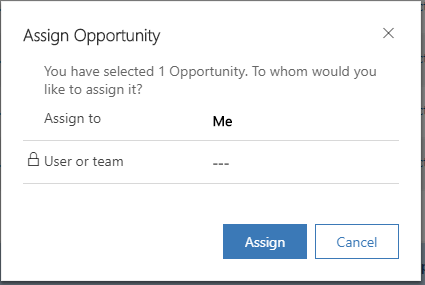 Assign Opportunity
You have selected 1 Opportunity. To whom would you
like to assign it?
Assign to Me
User or team ---
Assign Cancel